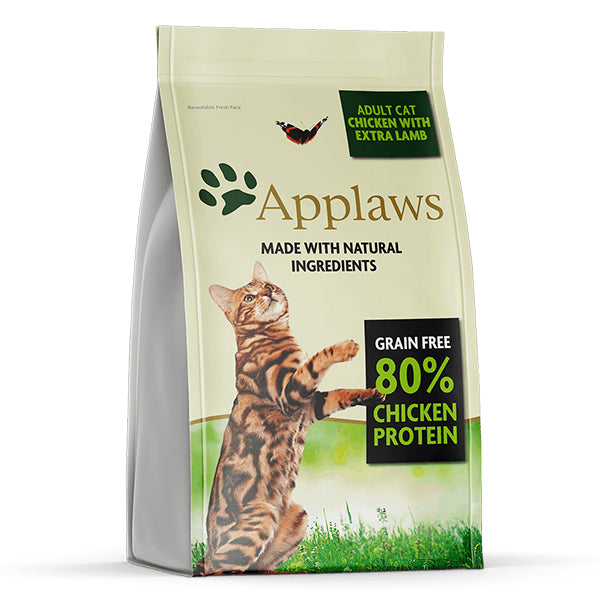 Resealable Fresh Pack
ADULT CAT
CHICKEN WITH
EXTRA LAMB
Applaws
MADE WITH NATURAL
INGREDIENTS
GRAIN FREE
80%
CHICKEN
PROTEIN